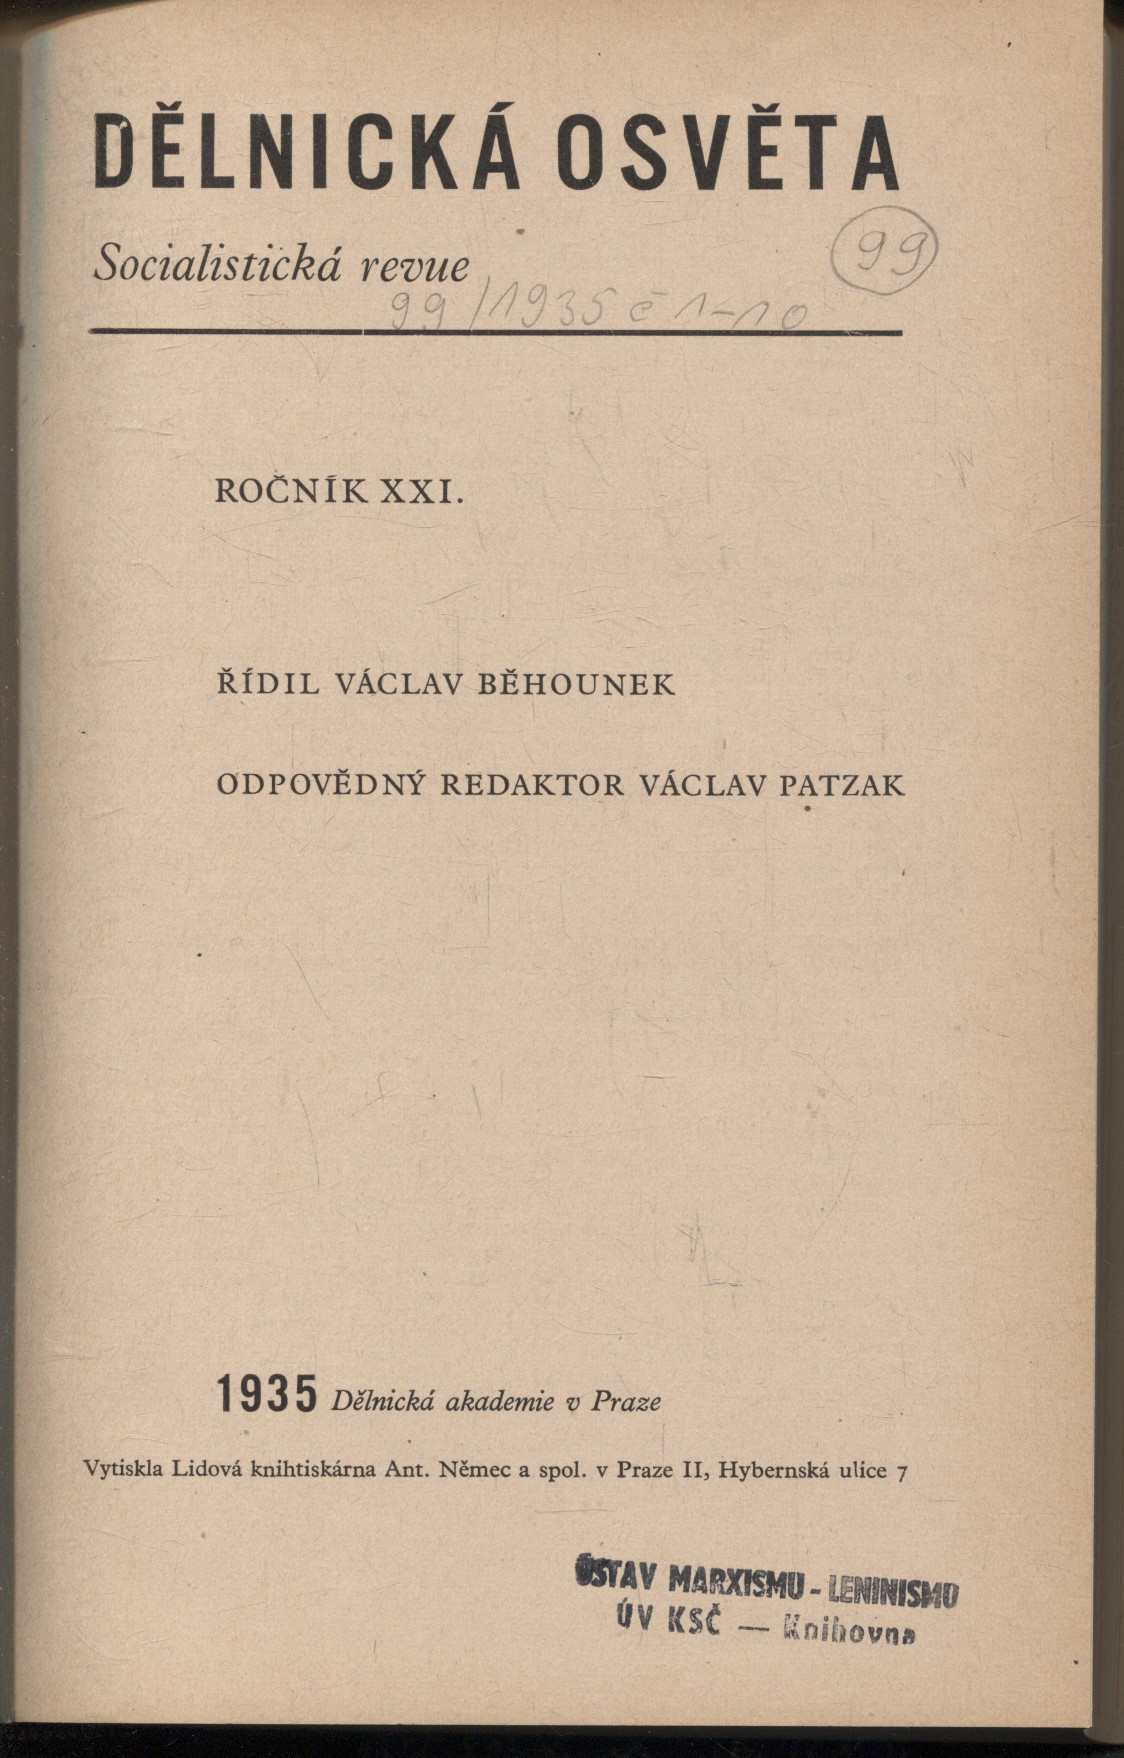 DĚLNICKÁ OSVĚTA
Socialistická revue
99
99/1935 č 1-10
ROČNÍK XXI.
ŘÍDIL VÁCLAV BĚHOUNEK
ODPOVĚDNÝ REDAKTOR VÁCLAV PATZAK
1935 Dělnická akademie v Praze
Vytiskla Lidová knihtiskárna Ant. Němec a spol. v Praze II, Hybernská ulice 7
ÚSTAV MARXISMU - LENINISMU
ÚV KSČ — Knihovna